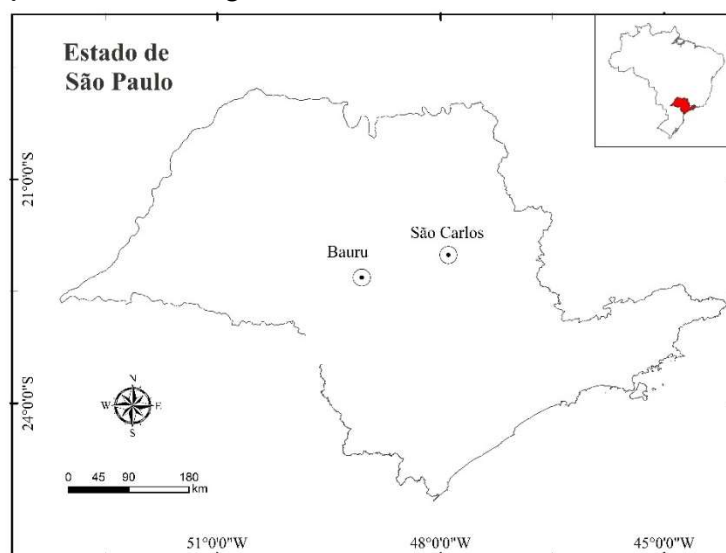 Estado de
São Paulo
21°0'0"S
São Carlos
Bauru
24°0'0"S
N
W
E
S
0 45 90 180
km
51°0'0"W 48°0'0"W 45°0'0"W